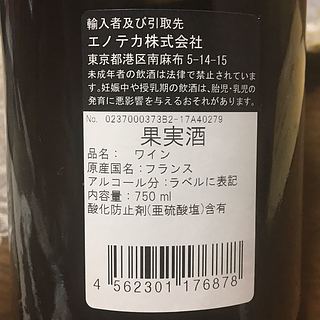 輸入者及び引取先
エノテカ株式会社
東京都港区南麻布 5-14-15
未成年者の飲酒は法律で禁止されています
。妊娠中や授乳期の飲酒は、胎児・乳児の
発育に悪影響を与えるおそれがあります。
No. 0237000373B2-17A40279
果実酒
品名: ワイン
原産国名:フランス
アルコール分:ラベルに表記
内容量:750 ml
酸化防止剤(亜硫酸塩)含有
4 562301 176878